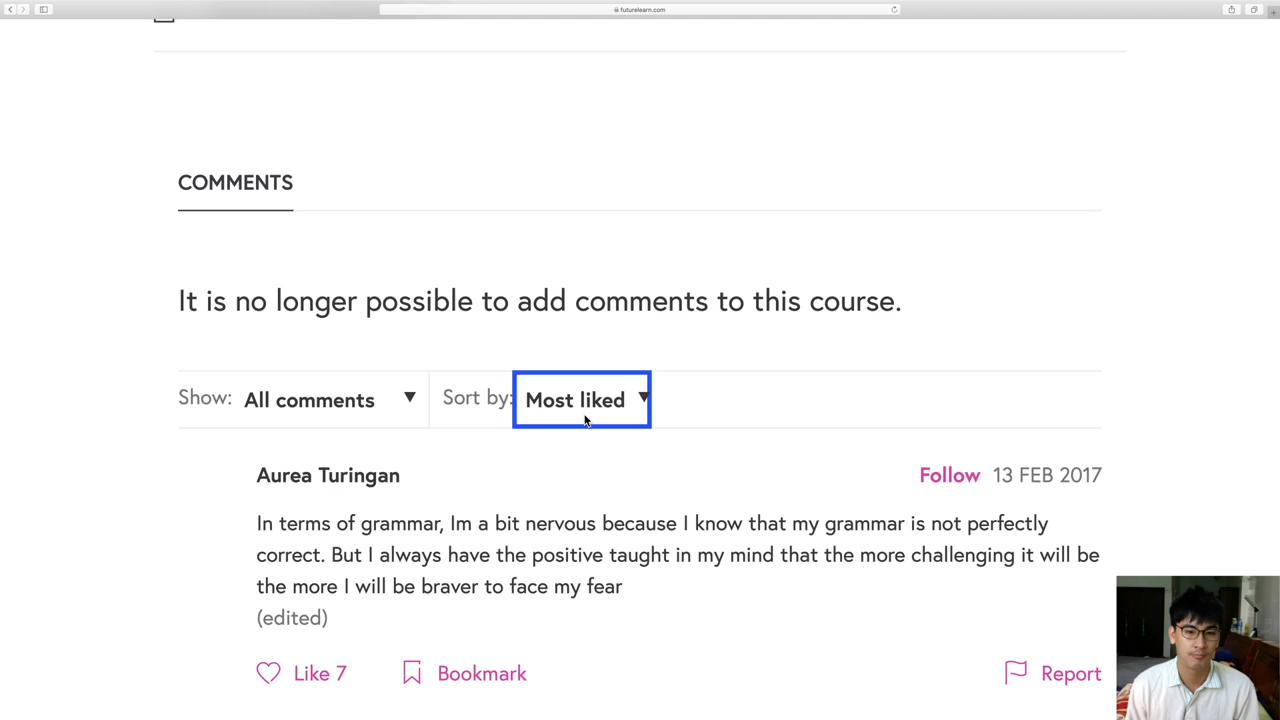 futurelearn.com
COMMENTS
It is no longer possible to add comments to this course.
Show: All comments Sort by: Most liked
Aurea Turingan Follow 13 FEB 2017
In terms of grammar, Im a bit nervous because I know that my grammar is not perfectly
correct. But I always have the positive taught in my mind that the more challenging it will be
the more I will be braver to face my fear
(edited)
Like 7 Bookmark Report